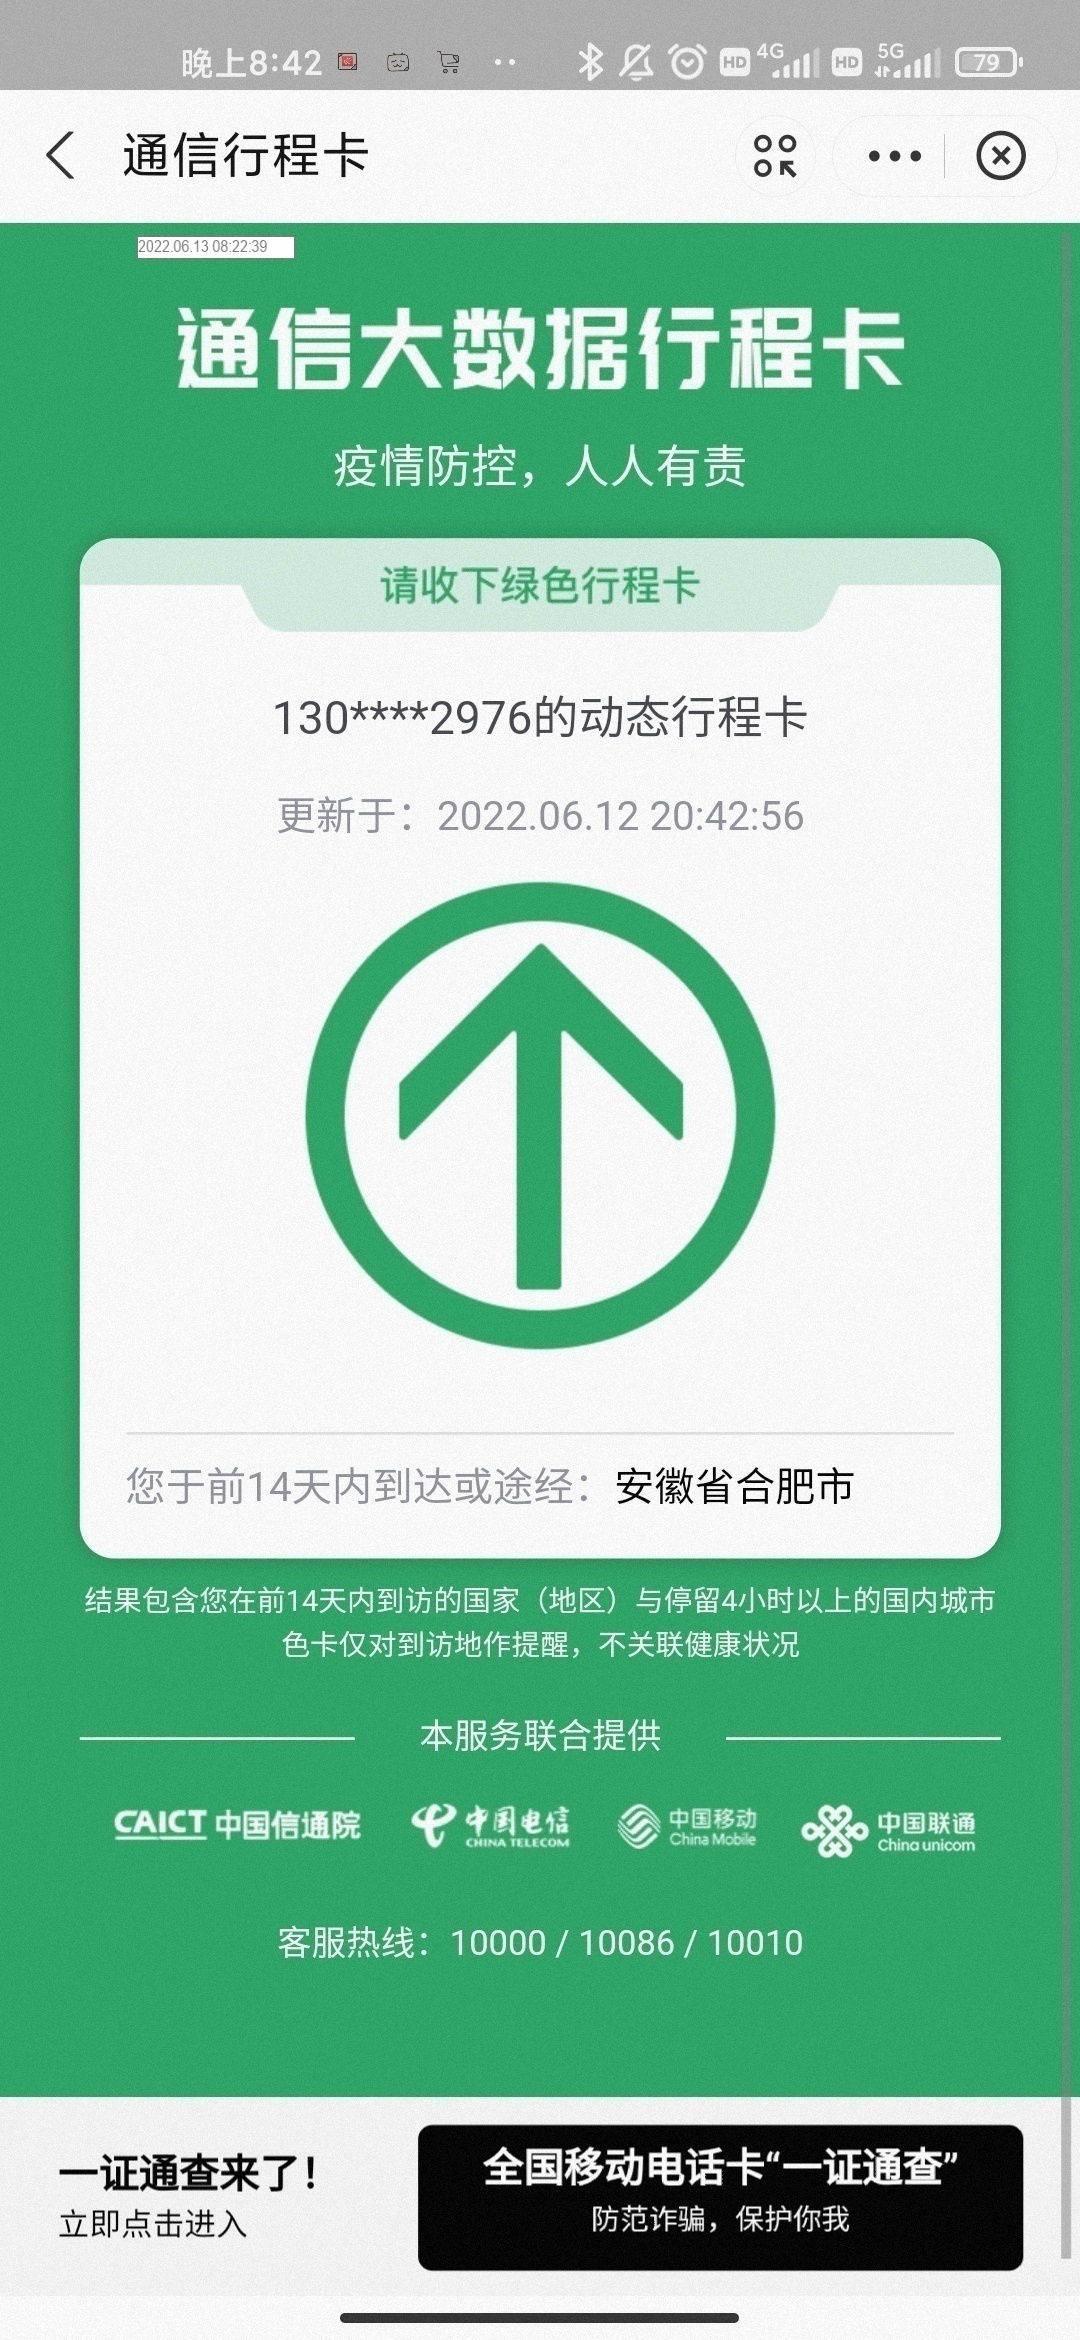 晚上8:42
4G
5G
HD
HD
79
通信行程卡
2022.06.13 08:22:39
通信大数据行程卡
疫情防控，人人有责
请收下绿色行程卡
130****2976的动态行程卡
更新于：2022.06.12 20:42:56
您于前14天内到达或途经：安徽省合肥市
结果包含您在前14天内到访的国家（地区）与停留4小时以上的国内城市
色卡仅对到访地作提醒，不关联健康状况
本服务联合提供
CAICT 中国信通院
中国电信
CHINA TELECOM
中国移动
China Mobile
中国联通
China unicom
客服热线：10000 / 10086 / 10010
一证通查来了！
立即点击进入
全国移动电话卡“一证通查”
防范诈骗，保护你我